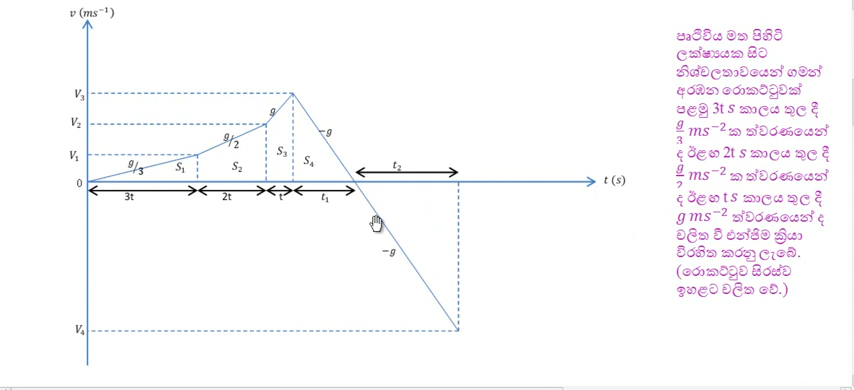 v (ms⁻¹)
V₃
V₂
V₁
0
V₄
g/3
g/2
g
-g
-g
S₁
S₂
S₃
S₄
3t
2t
t
t₁
t₂
t (s)
පෘථිවිය මත පිහිටි
ලක්ෂ්‍යයක සිට
නිශ්චලතාවයෙන් ගමන්
අරඹන රොකට්ටුවක්
පළමු 3t s කාලය තුල දී
g/3 ms⁻² ක ත්වරණයෙන්
ද ඊළඟ 2t s කාලය තුල දී
g/2 ms⁻² ක ත්වරණයෙන්
ද ඊළඟ t s කාලය තුල දී
g ms⁻² ත්වරණයෙන් ද
චලිත වී එන්ජිම ක්‍රියා
විරහිත කරනු ලැබේ.
(රොකට්ටුව සිරස්ව
ඉහළට චලිත වේ.)